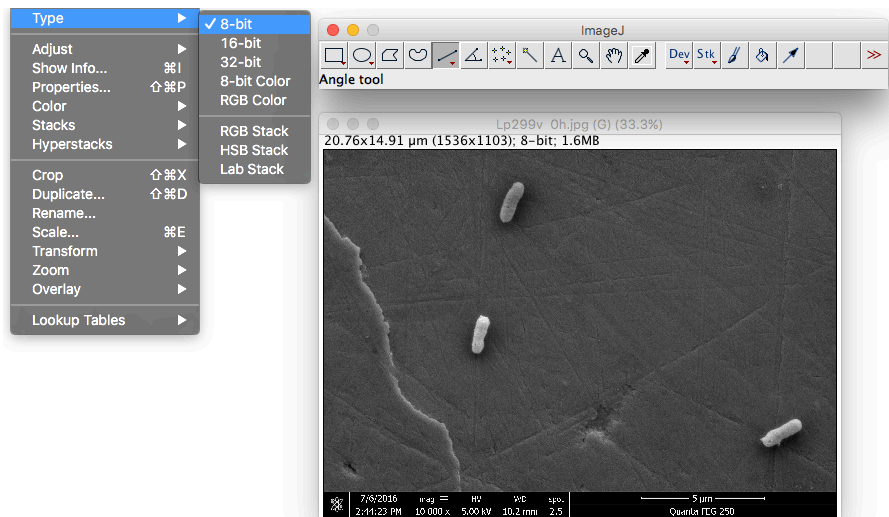 Type
Adjust
Show Info... ⌘I
Properties... ⇧⌘P
Color
Stacks
Hyperstacks
Crop ⇧⌘X
Duplicate... ⇧⌘D
Rename...
Scale... ⌘E
Transform
Zoom
Overlay
Lookup Tables
✓ 8-bit
16-bit
32-bit
8-bit Color
RGB Color
RGB Stack
HSB Stack
Lab Stack
ImageJ
A Dev Stk >>
Angle tool
Lp299v 0h.jpg (G) (33.3%)
20.76x14.91 µm (1536x1103); 8-bit; 1.6MB
7/6/2016 mag HV WD spot 5 µm
2:44:23 PM 10 000 x 5.00 kV 10.2 mm 2.5 Quanta FEG 250